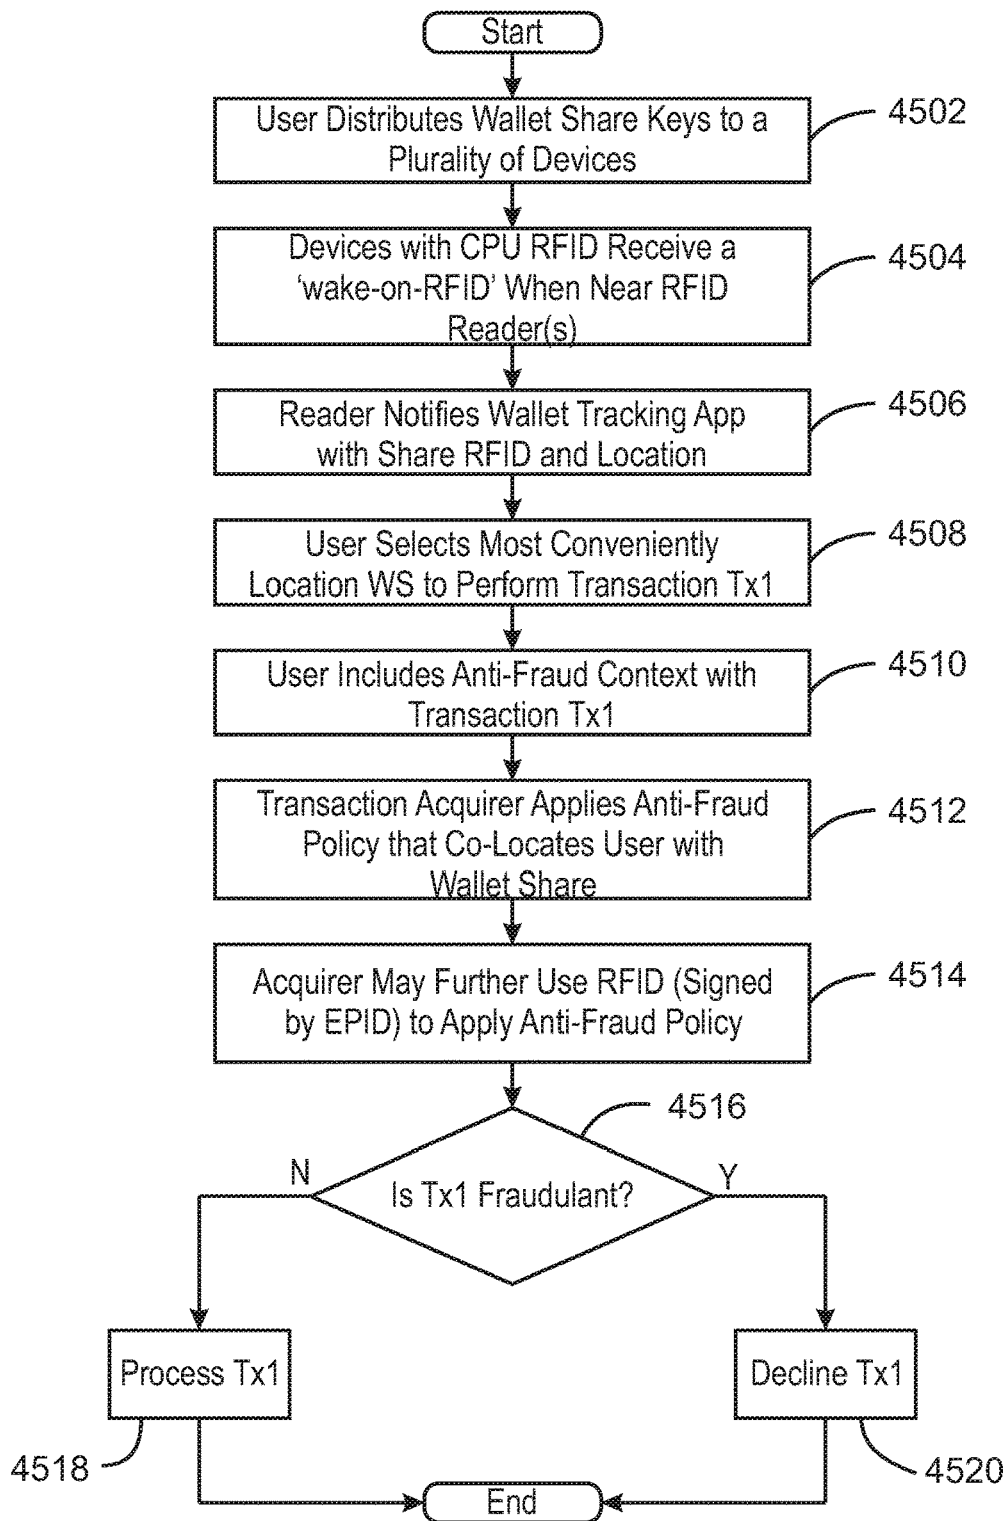 Start
User Distributes Wallet Share Keys to a
Plurality of Devices
4502
Devices with CPU RFID Receive a
‘wake-on-RFID’ When Near RFID
Reader(s)
4504
Reader Notifies Wallet Tracking App
with Share RFID and Location
4506
User Selects Most Conveniently
Location WS to Perform Transaction Tx1
4508
User Includes Anti-Fraud Context with
Transaction Tx1
4510
Transaction Acquirer Applies Anti-Fraud
Policy that Co-Locates User with
Wallet Share
4512
Acquirer May Further Use RFID (Signed
by EPID) to Apply Anti-Fraud Policy
4514
4516
N
Is Tx1 Fraudulant?
Y
Process Tx1
4518
Decline Tx1
4520
End